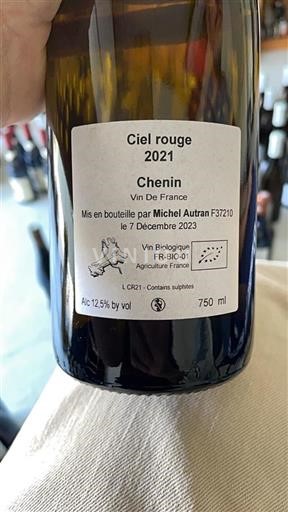 Ciel rouge
2021
Chenin
Vin De France
Mis en bouteille par Michel Autran F37210
le 7 Décembre 2023
Vin Biologique
FR-BIO-01
Agriculture France
L CR21 - Contains sulphites
Alc 12,5% by vol
750 ml